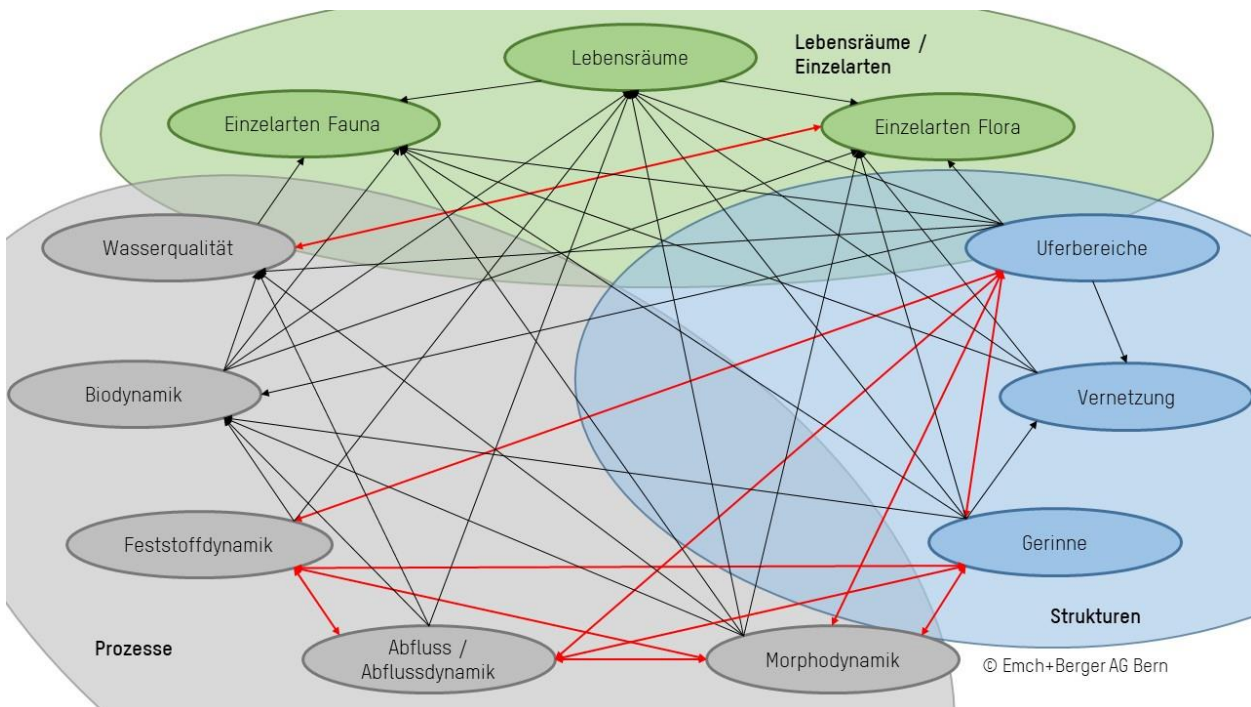 Lebensräume
Lebensräume /
Einzelarten
Einzelarten Fauna
Einzelarten Flora
Wasserqualität
Uferbereiche
Biodynamik
Vernetzung
Feststoffdynamik
Gerinne
Prozesse
Abfluss /
Abflussdynamik
Morphodynamik
Strukturen
© Emch+Berger AG Bern